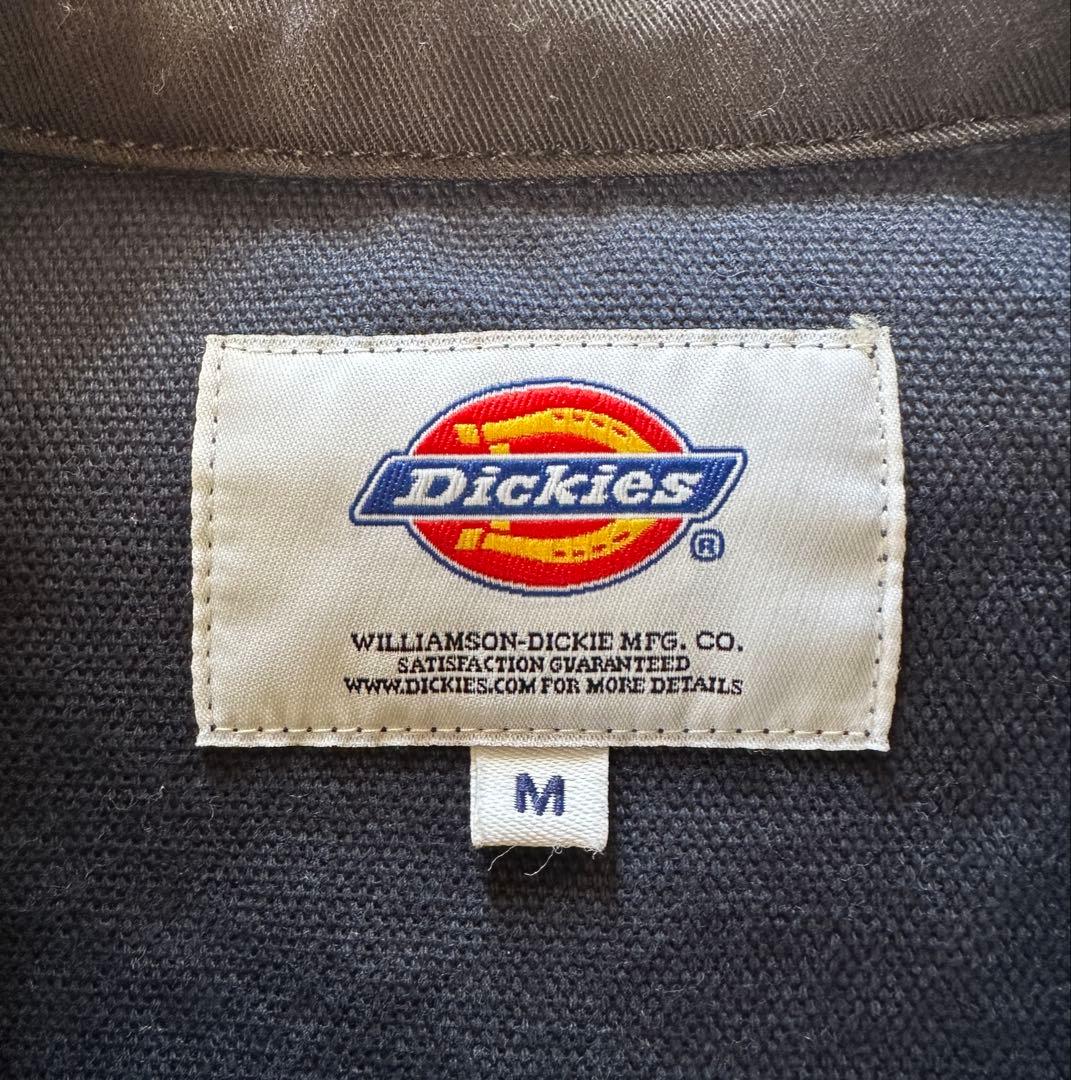 Dickies
®
WILLIAMSON-DICKIE MFG. CO.
SATISFACTION GUARANTEED
WWW.DICKIES.COM FOR MORE DETAILS
M